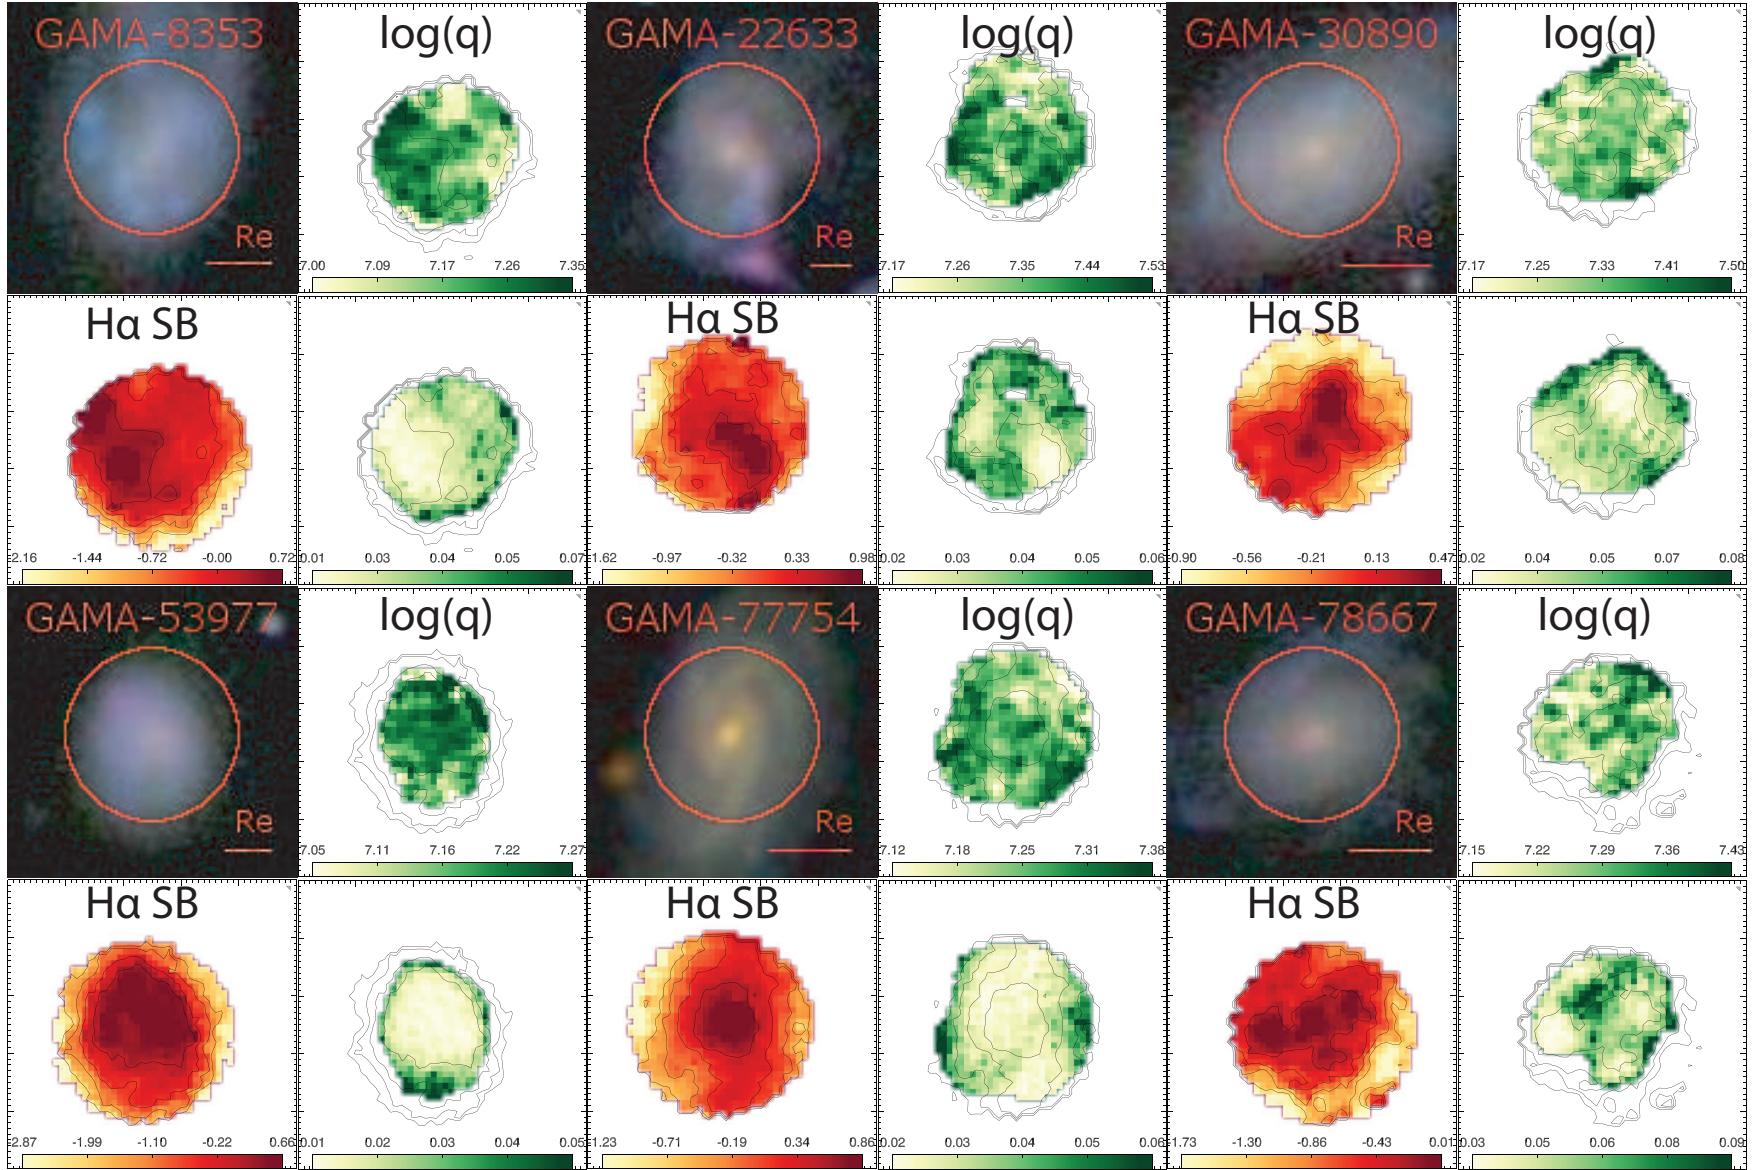 GAMA-8353 log(q) GAMA-22633 log(q) GAMA-30890 log(q)
Re Re Re
7.00 7.09 7.17 7.26 7.35 7.17 7.26 7.35 7.44 7.53 7.17 7.25 7.33 7.41 7.50
Hα SB Hα SB Hα SB
-2.16 -1.44 -0.72 -0.00 0.72 0.01 0.03 0.04 0.05 0.07 -1.62 -0.97 -0.32 0.33 0.98 0.02 0.03 0.04 0.05 0.06 -0.90 -0.56 -0.21 0.13 0.47 0.02 0.04 0.05 0.07 0.08
GAMA-53977 log(q) GAMA-77754 log(q) GAMA-78667 log(q)
Re Re Re
7.05 7.11 7.16 7.22 7.27 7.12 7.18 7.25 7.31 7.38 7.15 7.22 7.29 7.36 7.43
Hα SB Hα SB Hα SB
-2.87 -1.99 -1.10 -0.22 0.66 0.01 0.02 0.03 0.04 0.05 -1.23 -0.71 -0.19 0.34 0.86 0.02 0.03 0.04 0.05 0.06 -1.73 -1.30 -0.86 -0.43 0.01 0.03 0.05 0.06 0.08 0.09